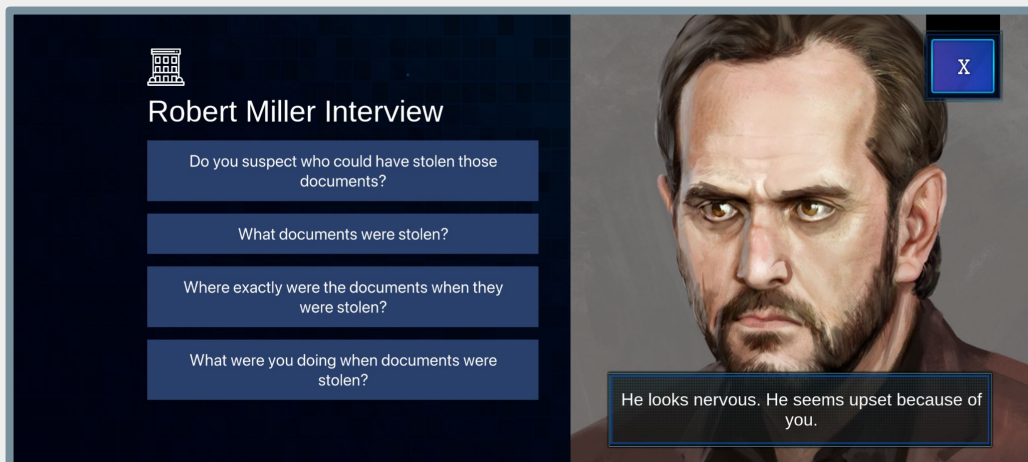 Robert Miller Interview
Do you suspect who could have stolen those
documents?
What documents were stolen?
Where exactly were the documents when they
were stolen?
What were you doing when documents were
stolen?
X
He looks nervous. He seems upset because of
you.